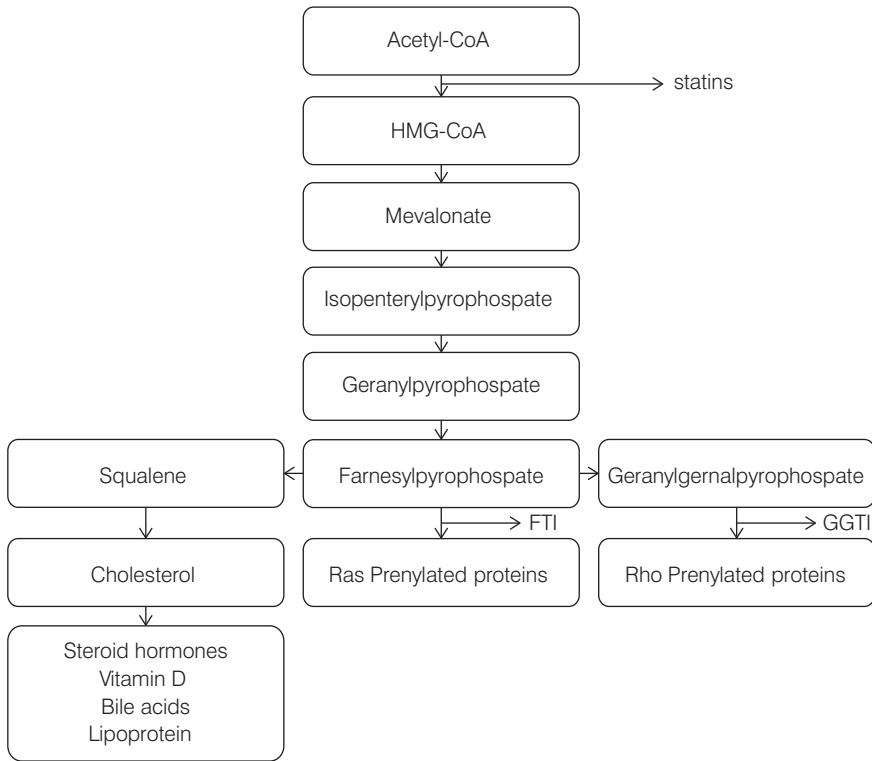 Acetyl-CoA
statins
HMG-CoA
Mevalonate
Isopenterylpyrophospate
Geranylpyrophospate
Squalene
Farnesylpyrophospate
Geranylgernalpyrophospate
FTI
GGTI
Cholesterol
Ras Prenylated proteins
Rho Prenylated proteins
Steroid hormones
Vitamin D
Bile acids
Lipoprotein